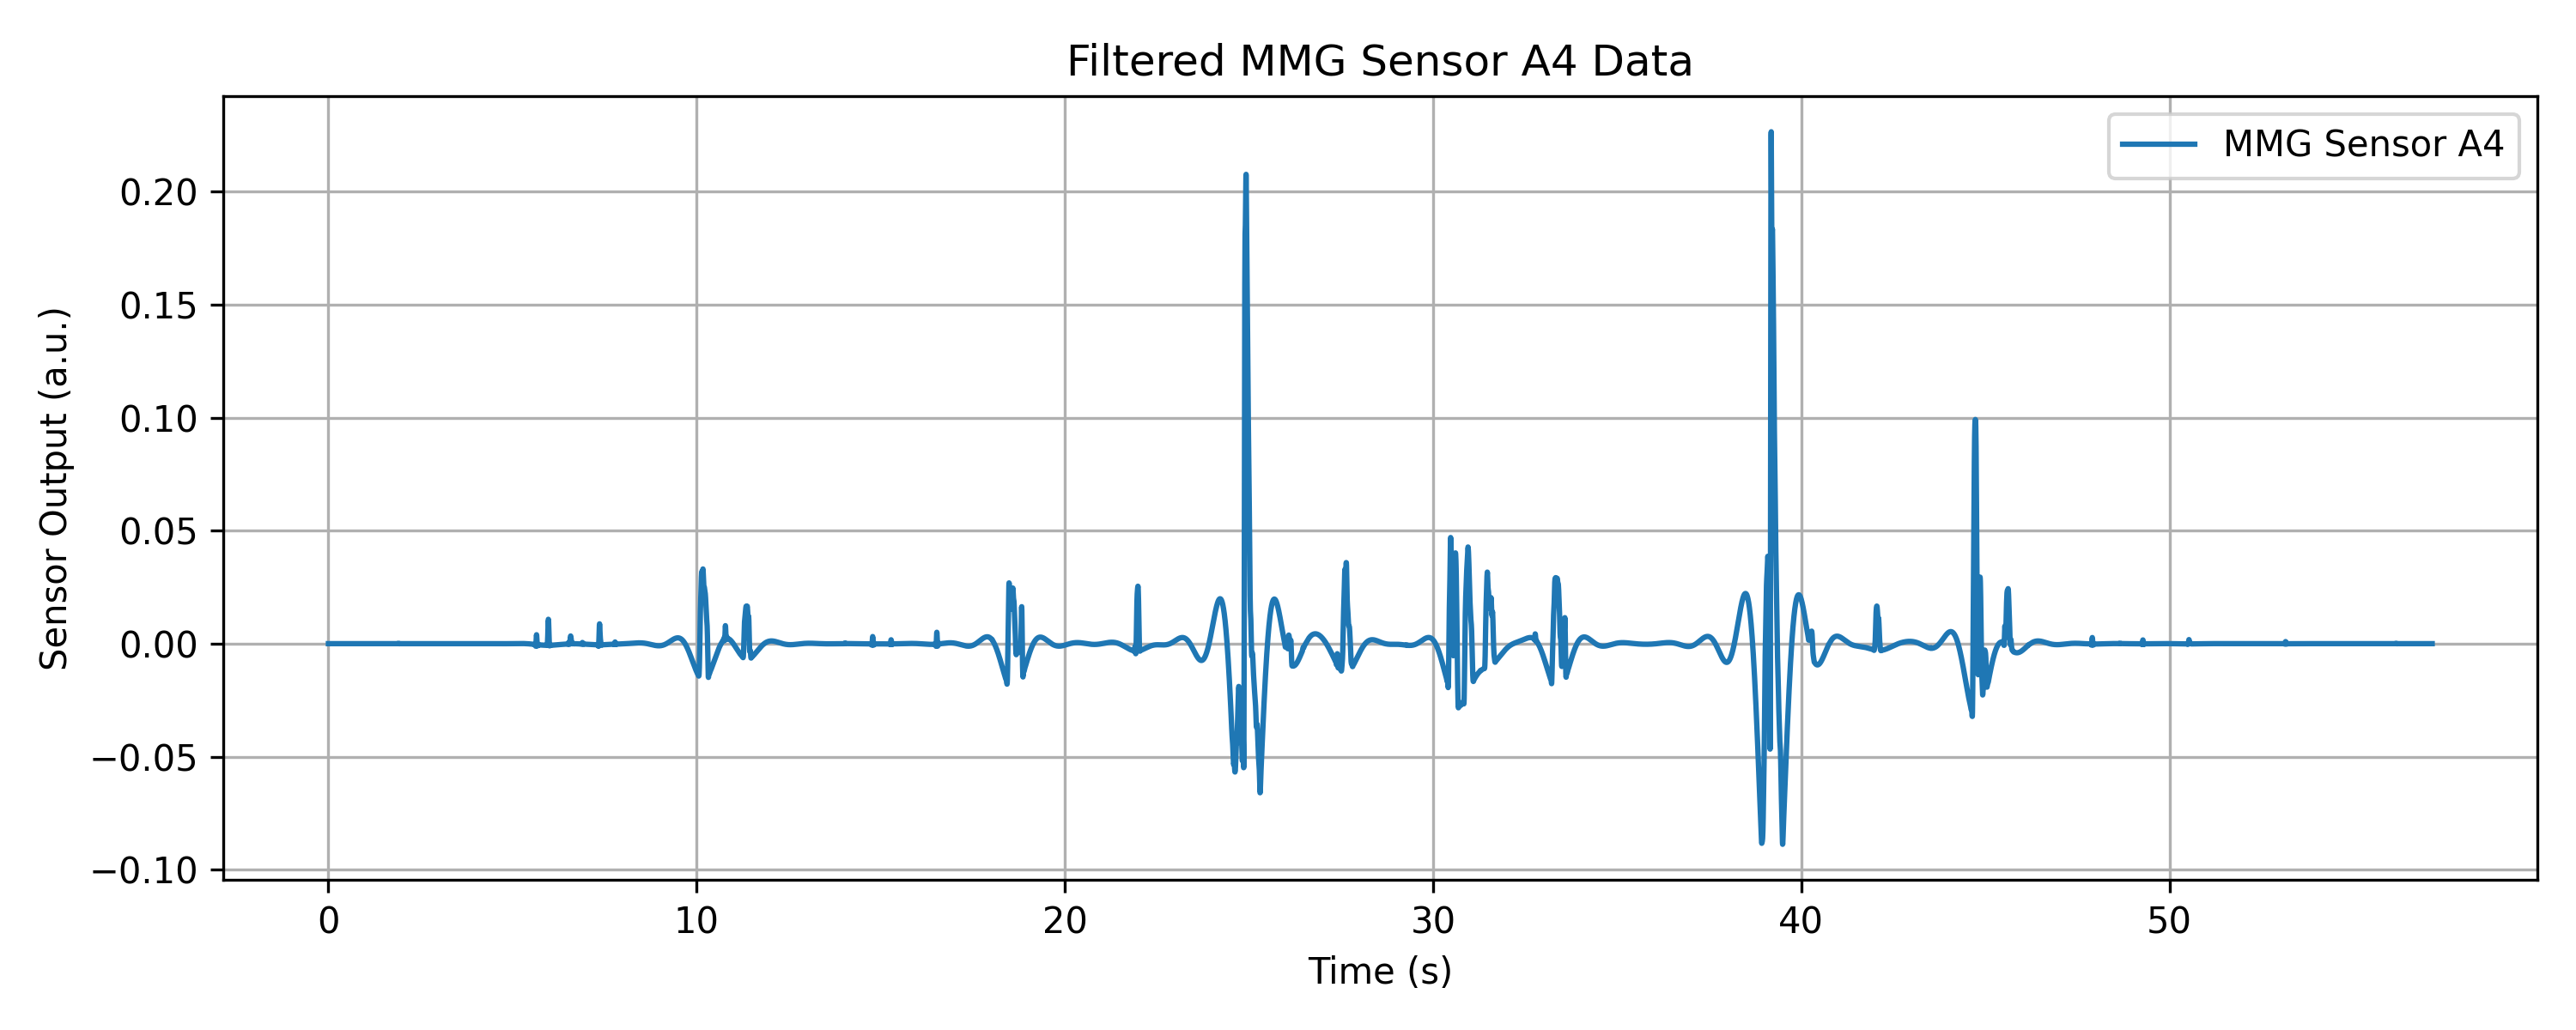 Filtered MMG Sensor A4 Data
MMG Sensor A4
Sensor Output (a.u.)
0.20
0.15
0.10
0.05
0.00
−0.05
−0.10
0 10 20 30 40 50
Time (s)